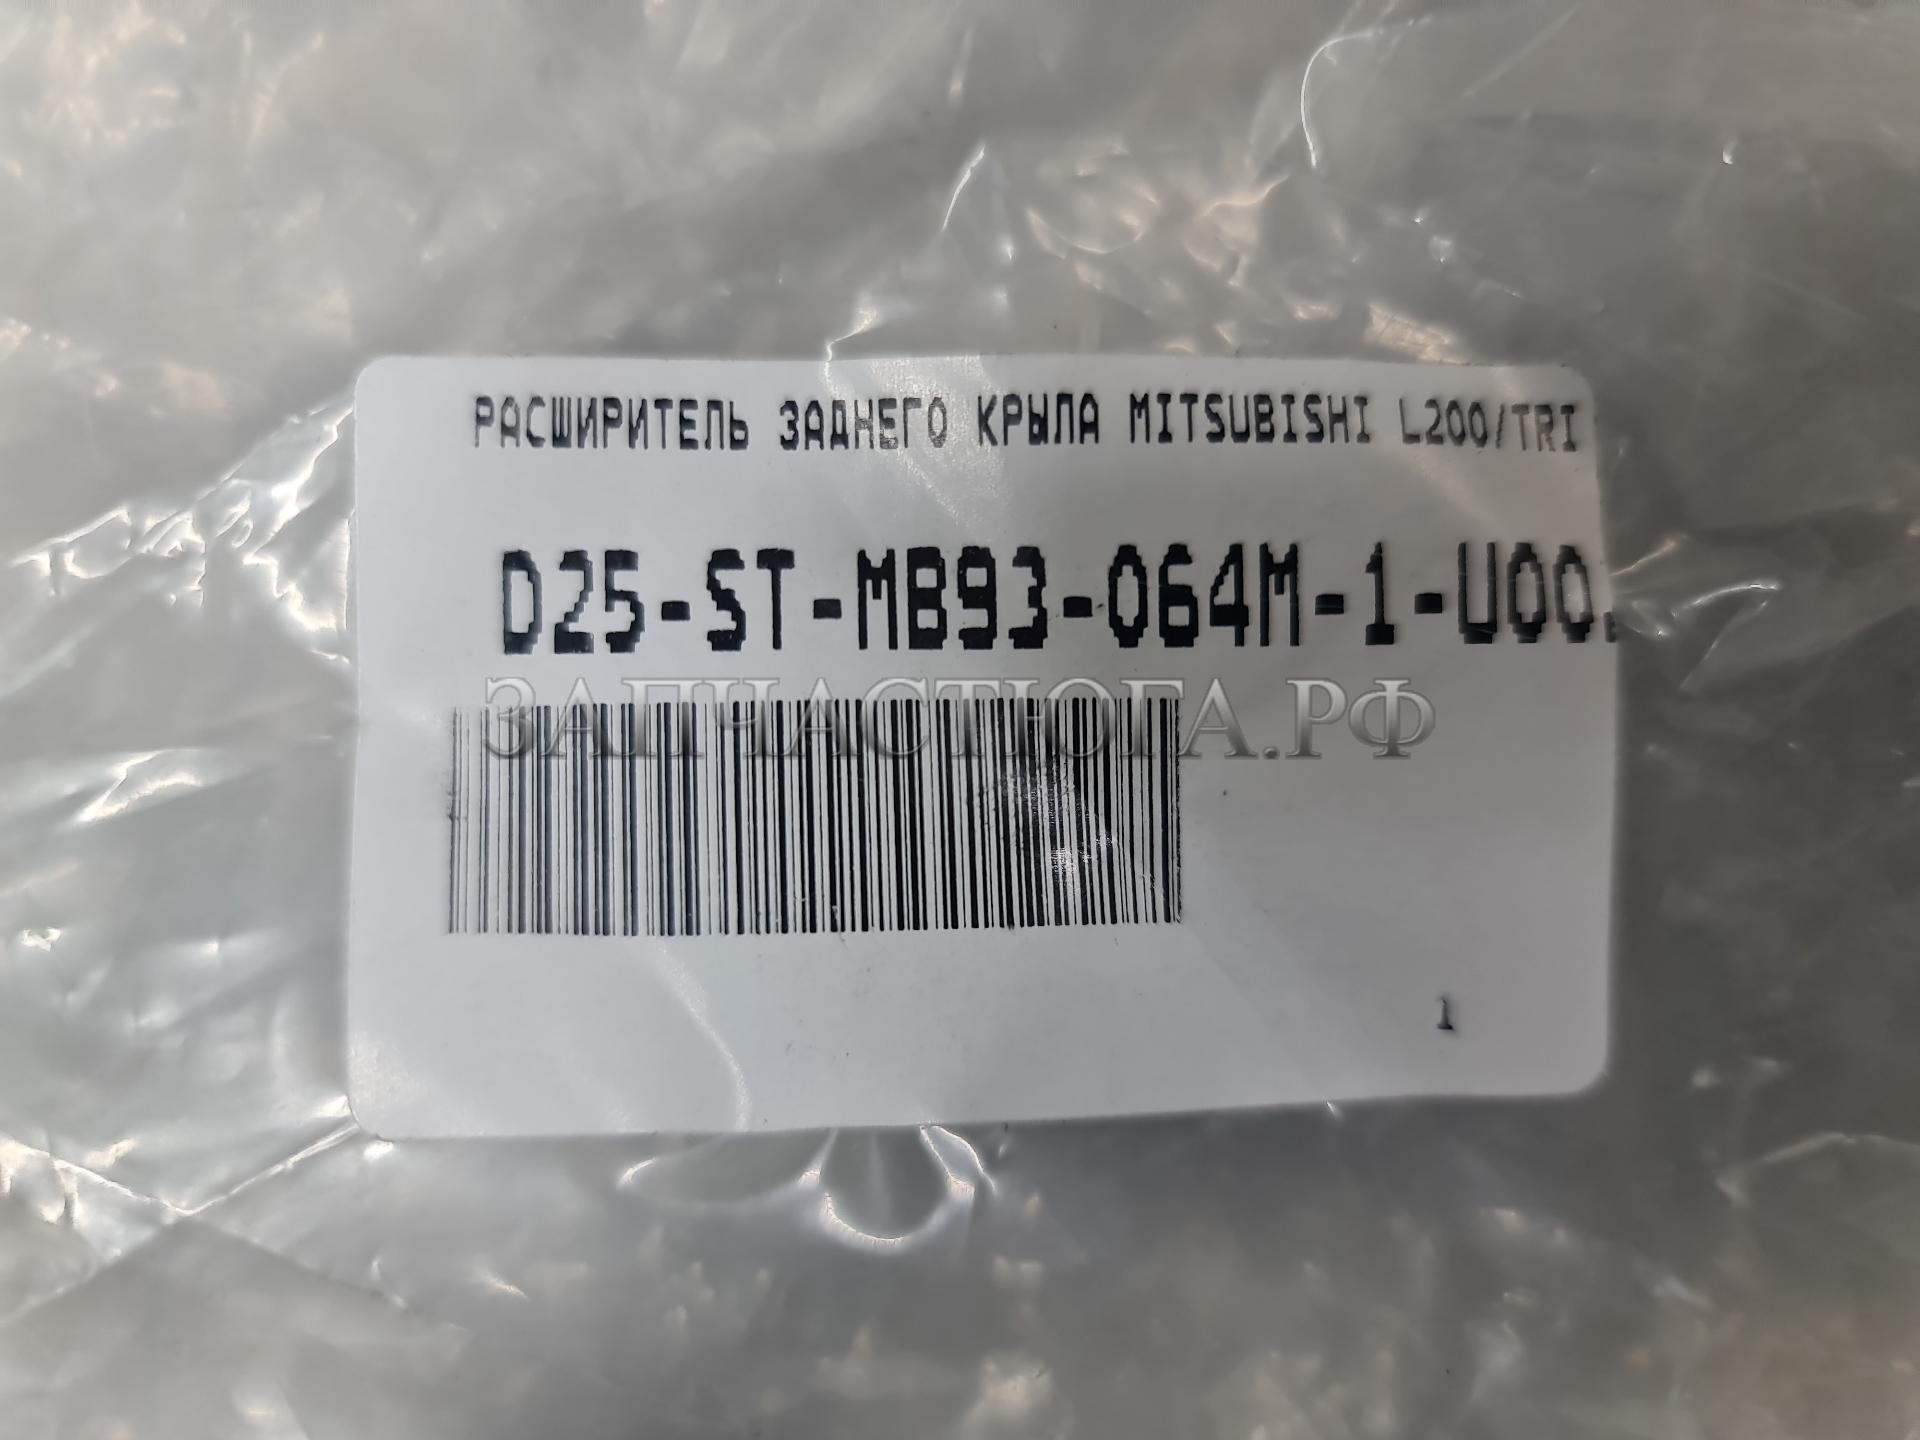 РАСШИРИТЕЛЬ ЗАДНЕГО КРЫЛА MITSUBISHI L200/TRI
D25-ST-MB93-064M-1-U00.
ЗАПЧАСТЮГА.РФ
1